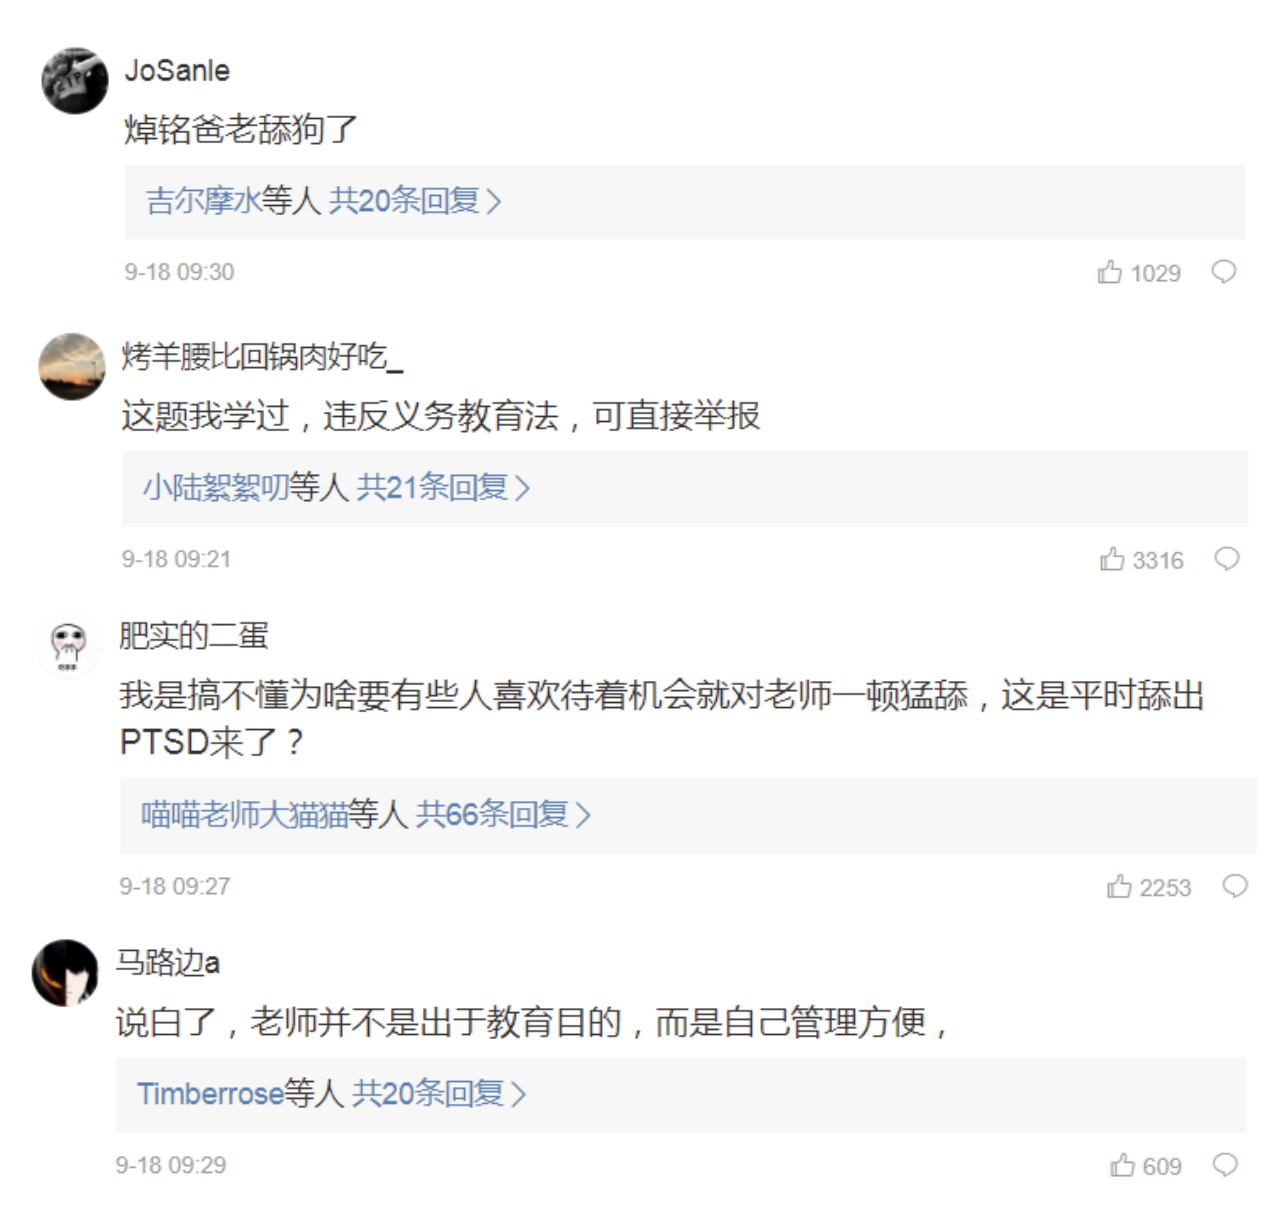 JoSanle
焯铭爸老舔狗了
吉尔摩水等人 共20条回复>
9-18 09:30
1029
烤羊腰比回锅肉好吃_
这题我学过，违反义务教育法，可直接举报
小陆絮絮叨等人 共21条回复>
9-18 09:21
3316
肥实的二蛋
我是搞不懂为啥要有些人喜欢待着机会就对老师一顿猛舔，这是平时舔出
PTSD来了？
喵喵老师大猫猫等人 共66条回复>
9-18 09:27
2253
马路边a
说白了，老师并不是出于教育目的，而是自己管理方便，
Timberrose等人 共20条回复>
9-18 09:29
609